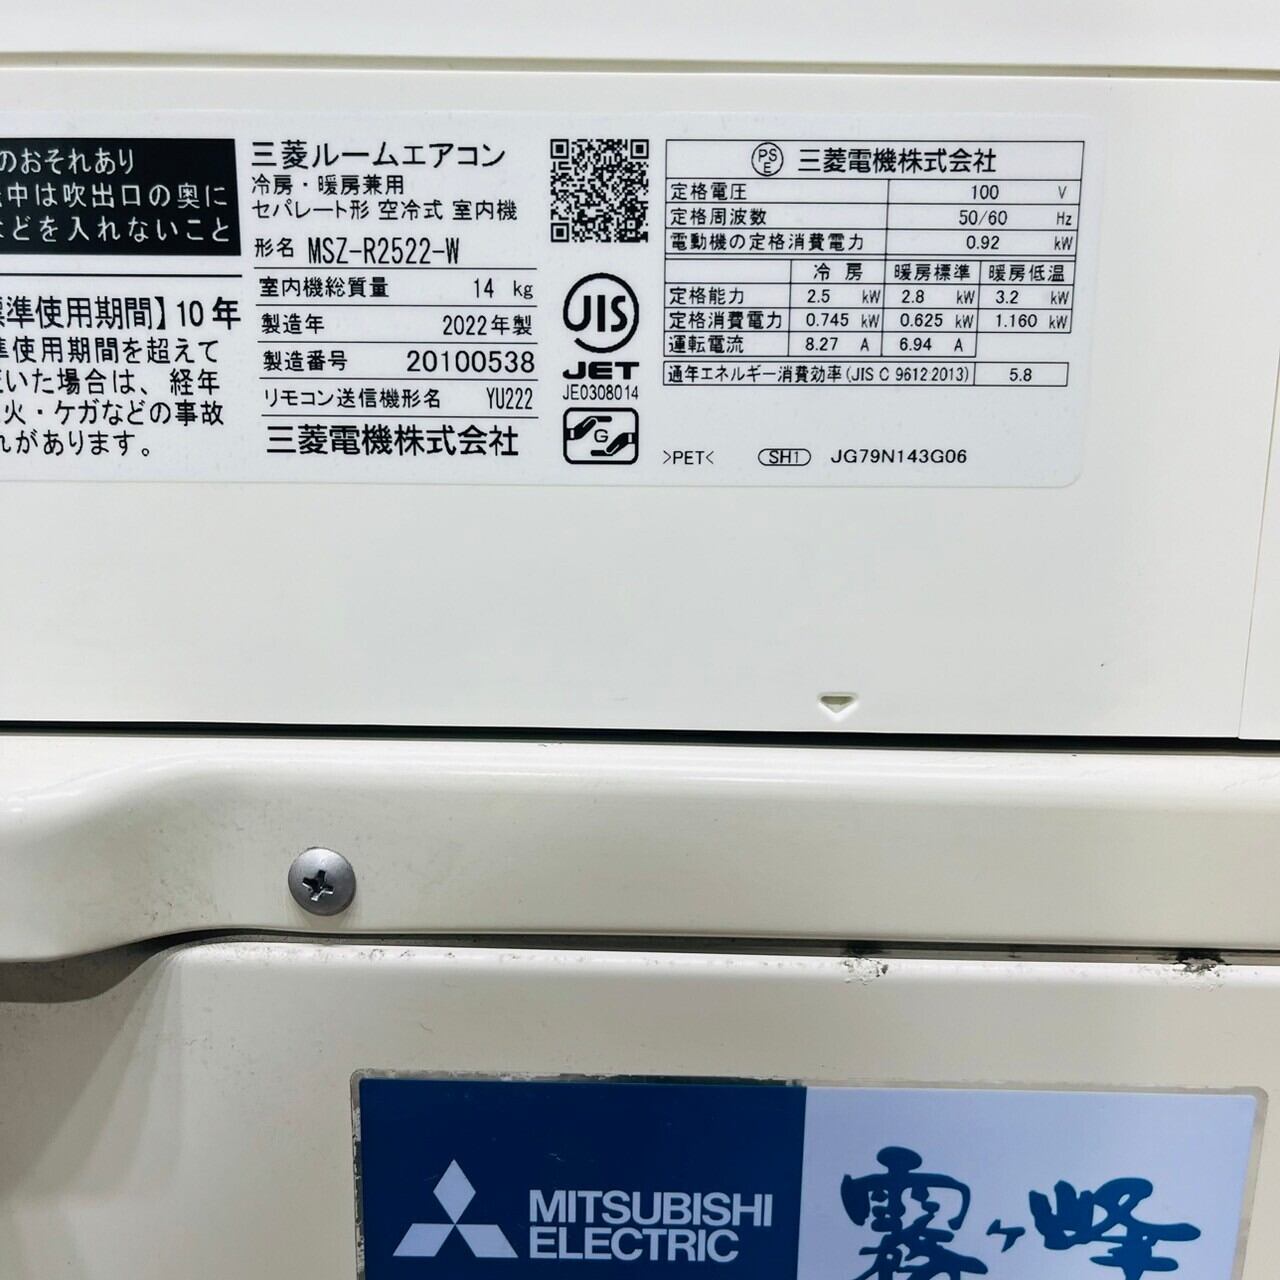 のおそれあり
中は吹出口の奥に
などを入れないこと
準使用期間】10年
準使用期間を超えて
いた場合は、経年
火・ケガなどの事故
れがあります。
三菱ルームエアコン
冷房・暖房兼用
セパレート形 空冷式 室内機
形名 MSZ-R2522-W
室内機総質量 14 kg
製造年 2022年製
製造番号 20100538
リモコン送信機形名 YU222
三菱電機株式会社
JIS
JET
JE0308014
G
PSE 三菱電機株式会社
定格電圧 100 V
定格周波数 50/60 Hz
電動機の定格消費電力 0.92 kW
冷房 暖房標準 暖房低温
定格能力 2.5 kW 2.8 kW 3.2 kW
定格消費電力 0.745 kW 0.625 kW 1.160 kW
運転電流 8.27 A 6.94 A
通年エネルギー消費効率(JIS C 9612:2013) 5.8
>PET< SH1 JG79N143G06
MITSUBISHI
ELECTRIC
霧ヶ峰